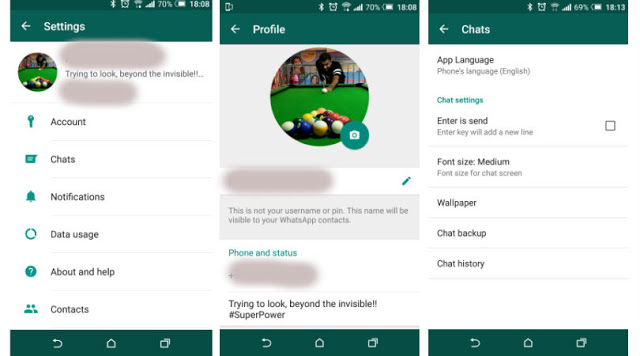 70% 18:08
Settings
Trying to look, beyond the invisible!!...
Account
Chats
Notifications
Data usage
About and help
Contacts
70% 18:08
Profile
This is not your username or pin. This name will
be visible to your WhatsApp contacts.
Phone and status
+
Trying to look, beyond the invisible!!
#SuperPower
69% 18:13
Chats
App Language
Phone's language (English)
Chat settings
Enter is send
Enter key will add a new line
Font size: Medium
Font size for chat screen
Wallpaper
Chat backup
Chat history